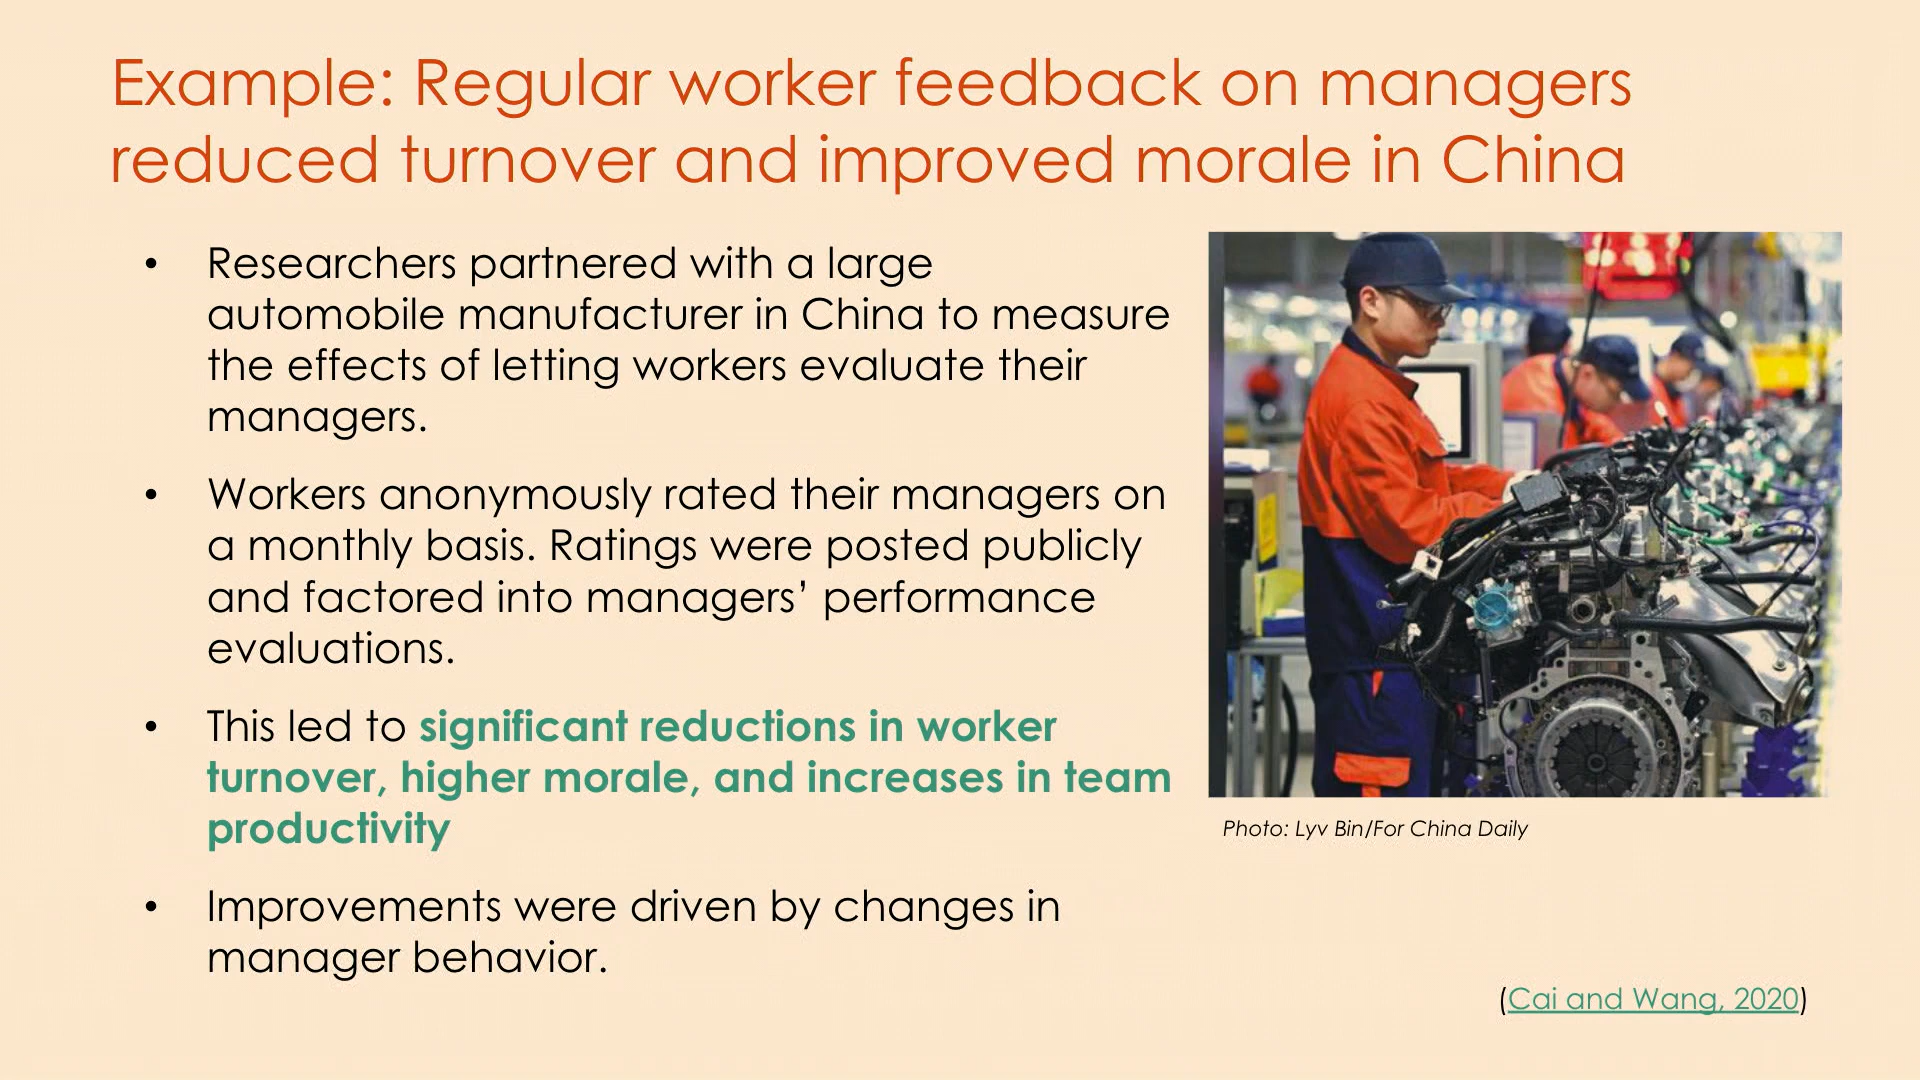 Example: Regular worker feedback on managers
reduced turnover and improved morale in China
• Researchers partnered with a large
automobile manufacturer in China to measure
the effects of letting workers evaluate their
managers.
• Workers anonymously rated their managers on
a monthly basis. Ratings were posted publicly
and factored into managers’ performance
evaluations.
• This led to significant reductions in worker
turnover, higher morale, and increases in team
productivity
• Improvements were driven by changes in
manager behavior.
Photo: Lyv Bin/For China Daily
(Cai and Wang, 2020)